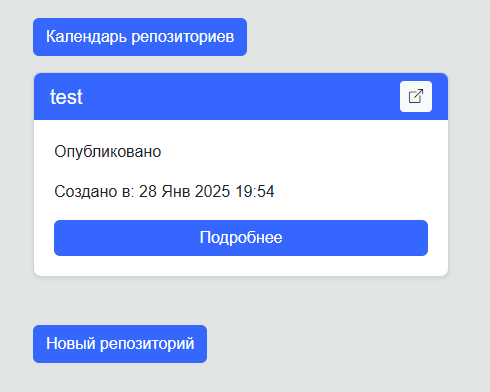 Календарь репозиториев
test
Опубликовано
Создано в: 28 Янв 2025 19:54
Подробнее
Новый репозиторий